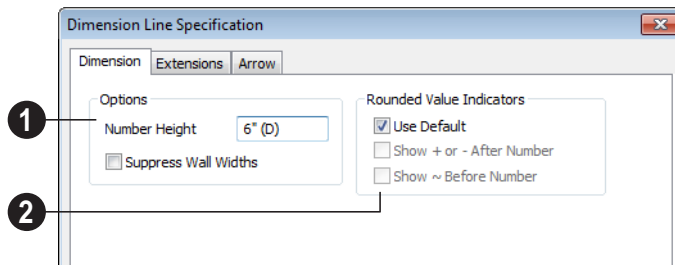 Dimension Line Specification
Dimension Extensions Arrow
Options
Number Height 6" (D)
Suppress Wall Widths
Rounded Value Indicators
Use Default
Show + or - After Number
Show ~ Before Number
1
2